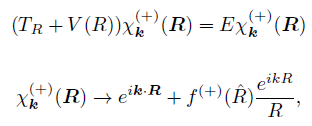 (T_R + V(R))χ_𝒌^{(+)}(𝑹) = Eχ_𝒌^{(+)}(𝑹)
χ_𝒌^{(+)}(𝑹) → e^{i𝒌·𝑹} + f^{(+)}(R̂) e^{ikR}/R,